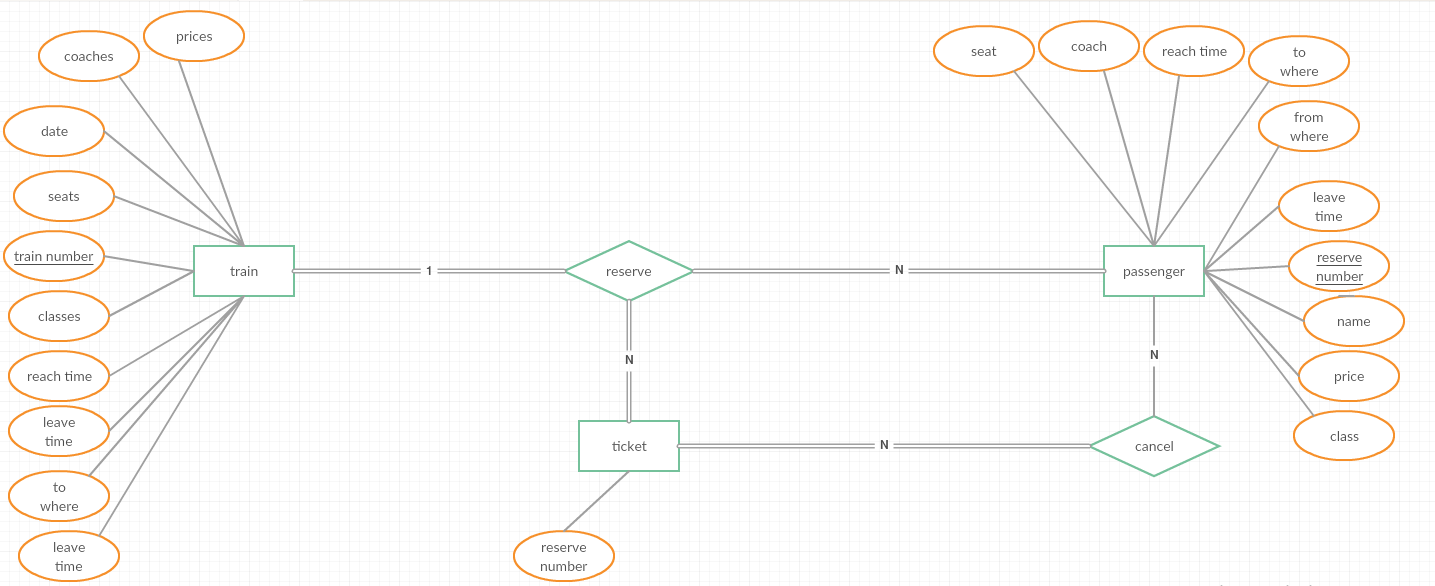 prices
coaches
date
seats
train number
classes
reach time
leave
time
to
where
leave
time
train
1
reserve
N
N
ticket
reserve
number
N
seat
coach
reach time
to
where
from
where
leave
time
reserve
number
name
price
class
passenger
N
cancel